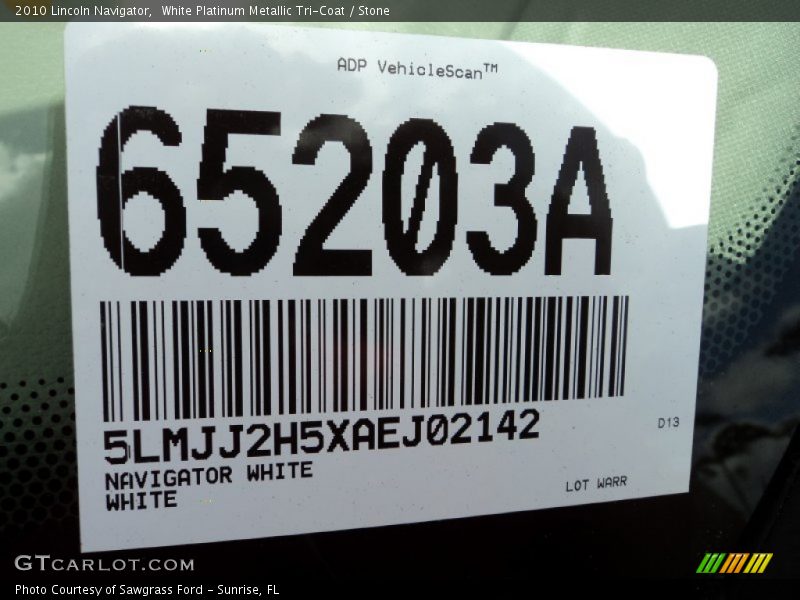 2010 Lincoln Navigator,  White Platinum Metallic Tri-Coat / Stone
ADP VehicleScan™
65203A
5LMJJ2H5XAEJ02142
NAVIGATOR WHITE
WHITE
D13
LOT WARR
GTCARLOT.COM
Photo Courtesy of Sawgrass Ford - Sunrise, FL